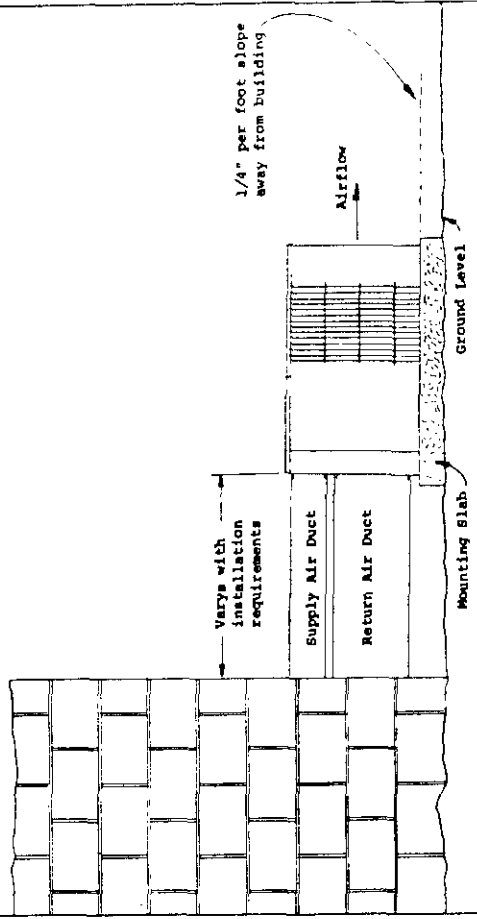 1/4" per foot slope
away from building
Airflow
Varys with
installation
requirements
Supply Air Duct
Return Air Duct
Ground Level
Mounting Slab